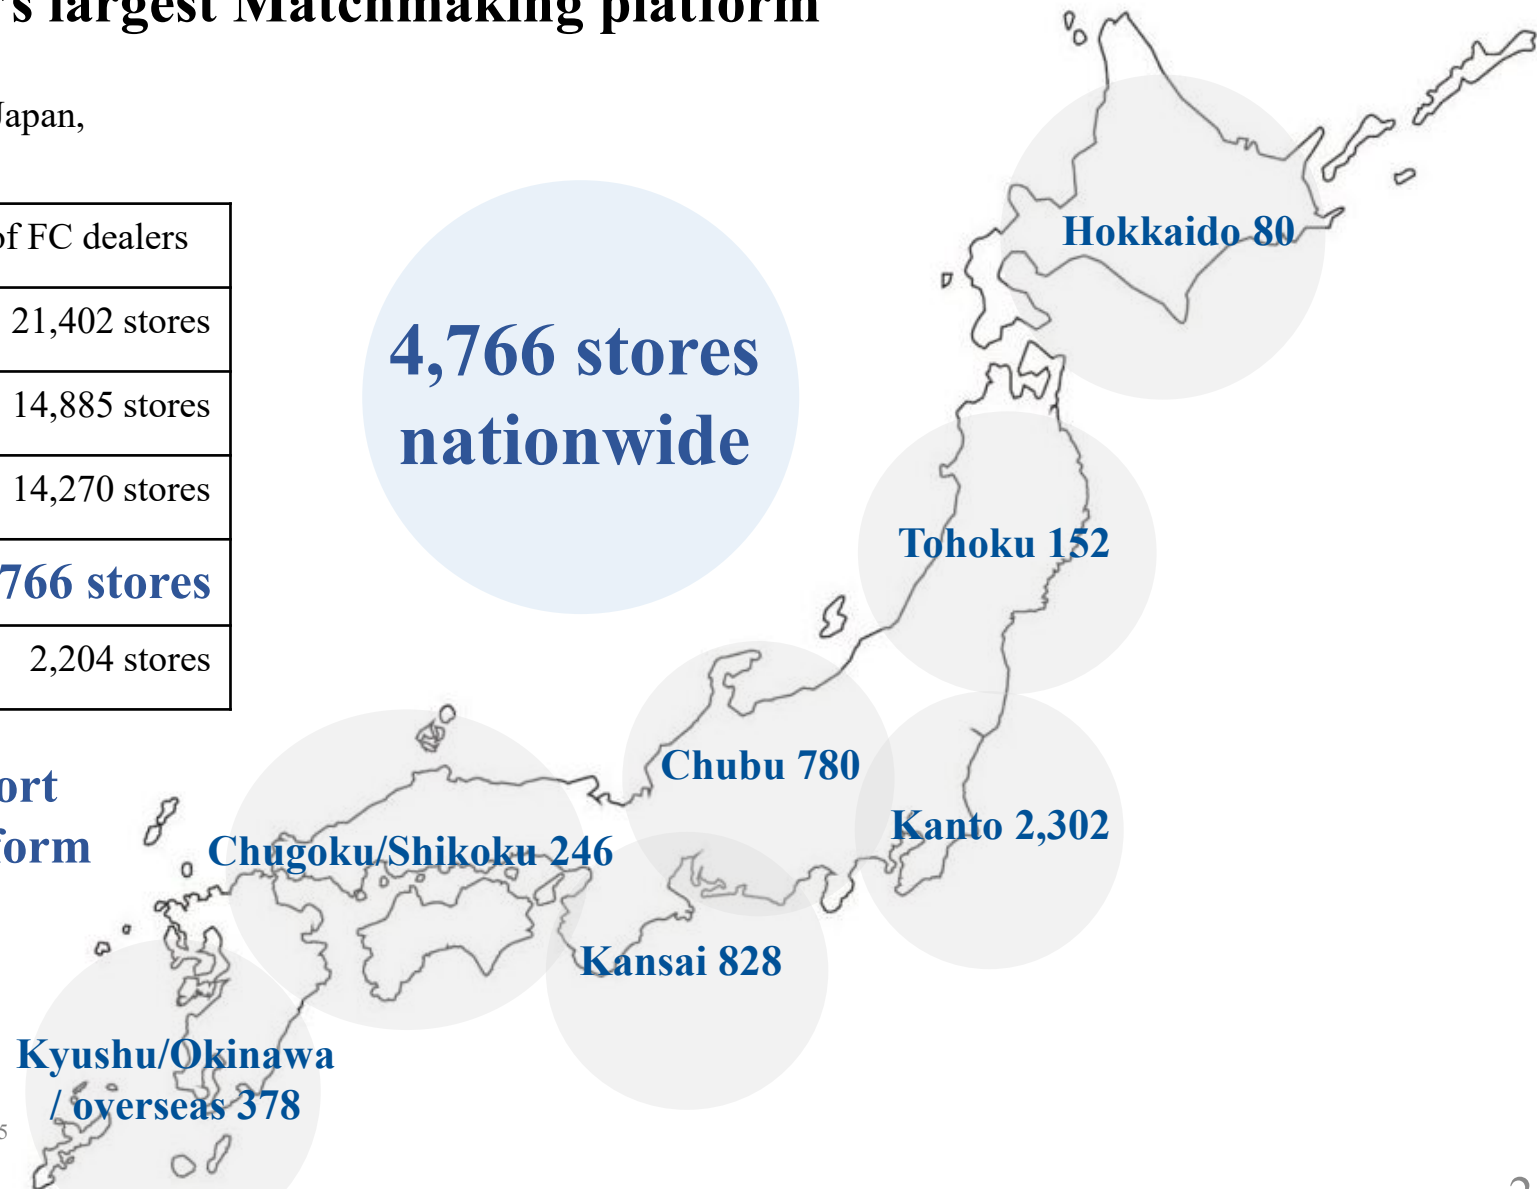 's largest Matchmaking platform
Japan,
of FC dealers
21,402 stores
14,885 stores
14,270 stores
766 stores
2,204 stores
4,766 stores
nationwide
Hokkaido 80
Tohoku 152
Chubu 780
Kanto 2,302
Chugoku/Shikoku 246
Kansai 828
Kyushu/Okinawa
/ overseas 378
5